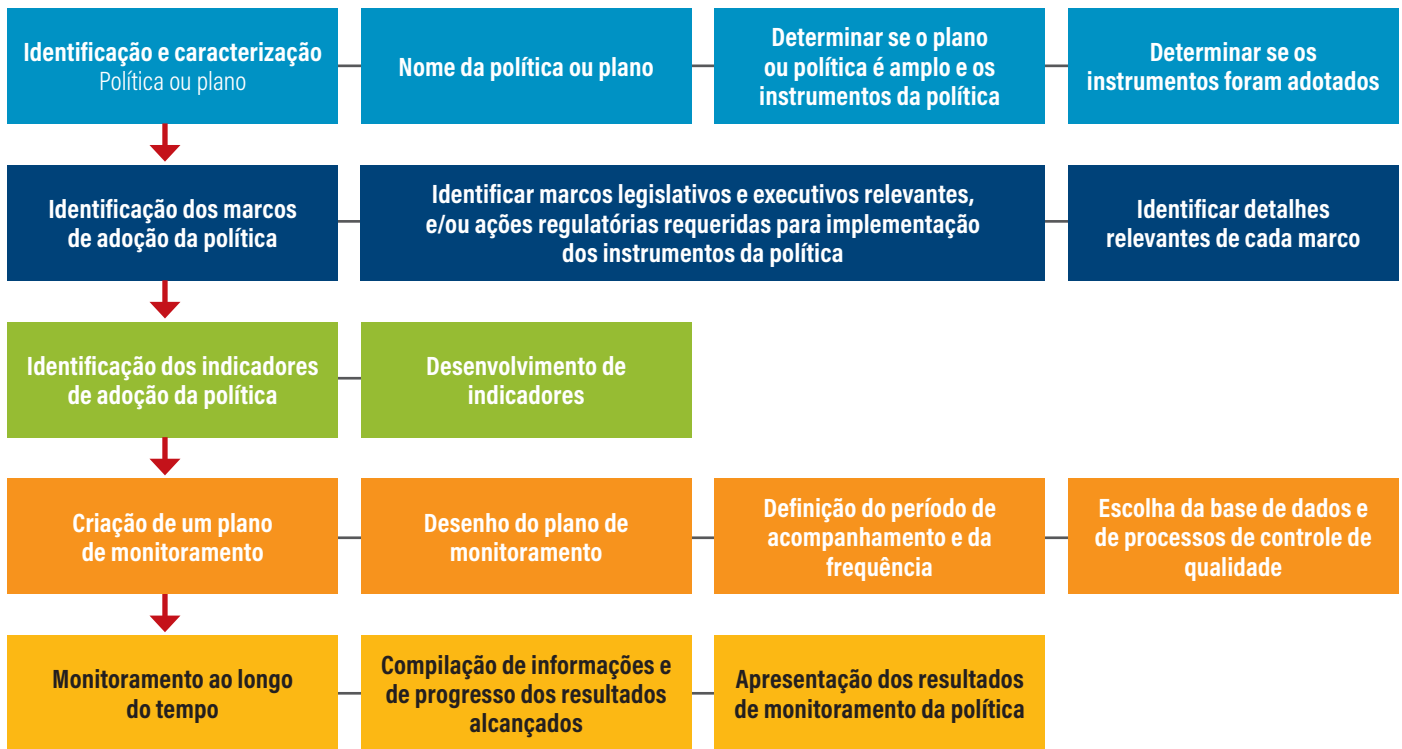 Identificação e caracterização
Política ou plano
Nome da política ou plano
Determinar se o plano
ou política é amplo e os
instrumentos da política
Determinar se os
instrumentos foram adotados
Identificação dos marcos
de adoção da política
Identificar marcos legislativos e executivos relevantes,
e/ou ações regulatórias requeridas para implementação
dos instrumentos da política
Identificar detalhes
relevantes de cada marco
Identificação dos indicadores
de adoção da política
Desenvolvimento de
indicadores
Criação de um plano
de monitoramento
Desenho do plano de
monitoramento
Definição do período de
acompanhamento e da
frequência
Escolha da base de dados e
de processos de controle de
qualidade
Monitoramento ao longo
do tempo
Compilação de informações e
de progresso dos resultados
alcançados
Apresentação dos resultados
de monitoramento da política